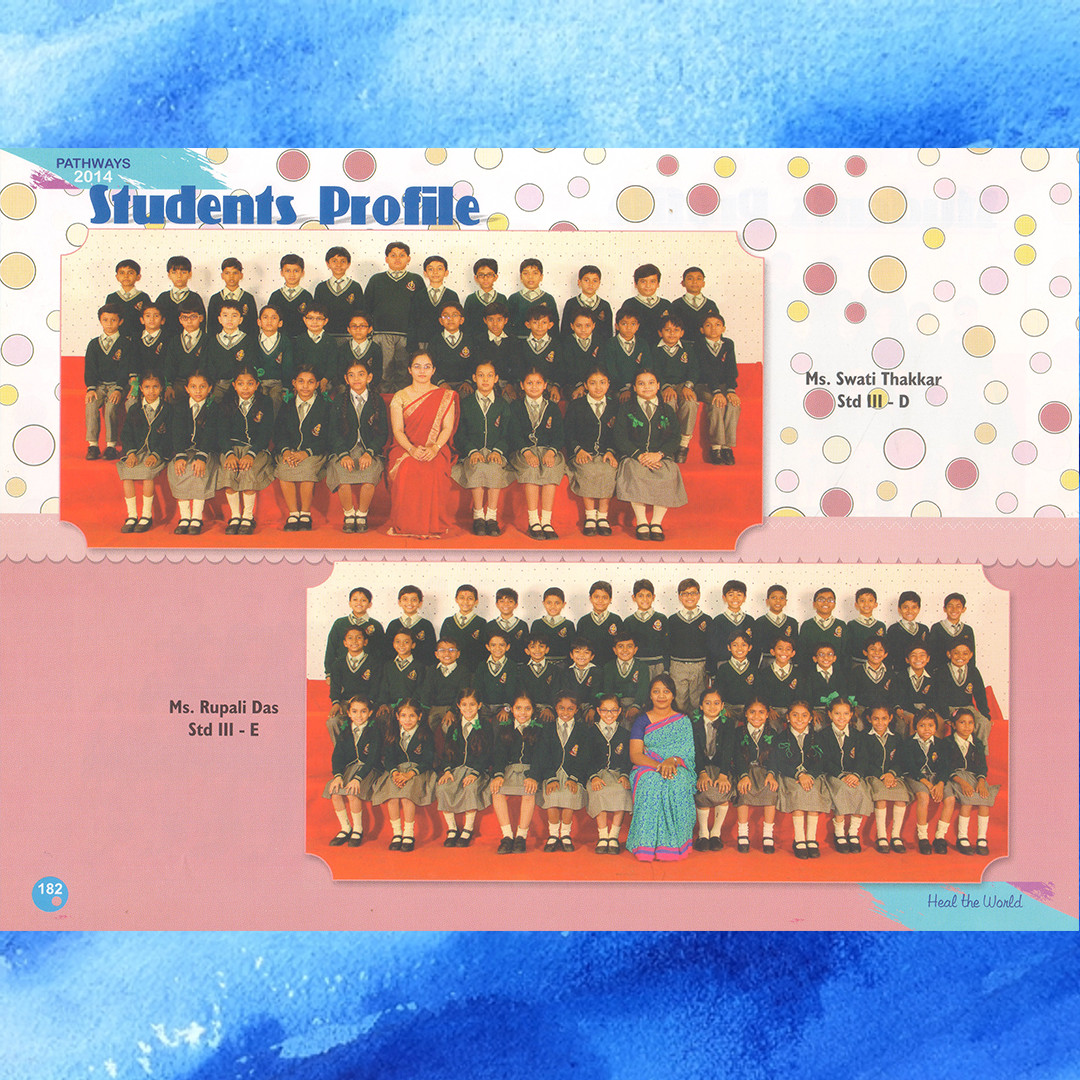 PATHWAYS
2014
Students Profile
Ms. Swati Thakkar
Std III - D
Ms. Rupali Das
Std III - E
182
Heal the World